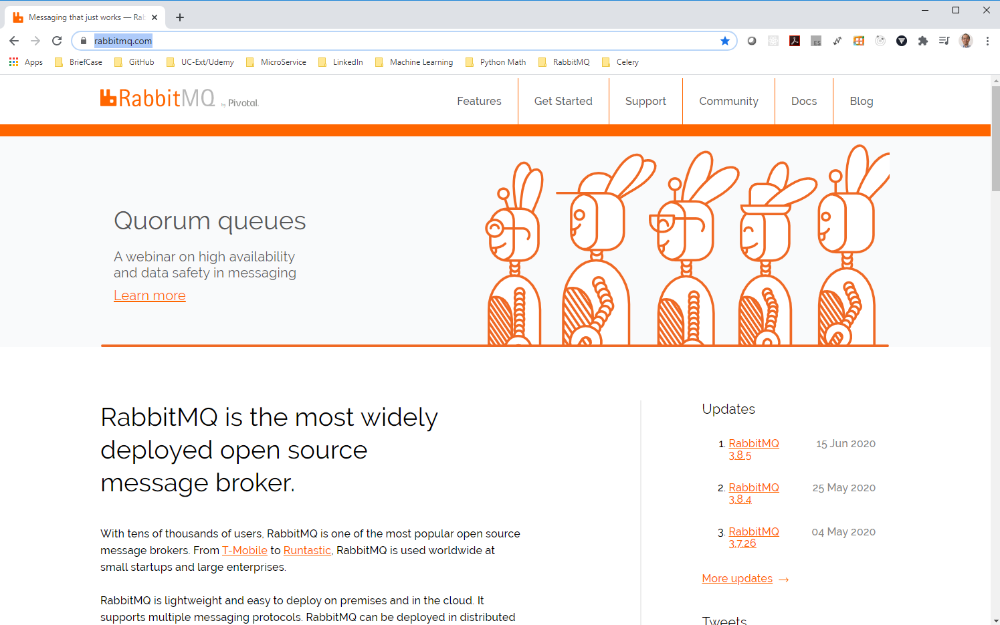 Messaging that just works — Rab
rabbitmq.com
ES
Apps BriefCase GitHub UC-Ext/Udemy MicroService LinkedIn Machine Learning Python Math RabbitMQ Celery
RabbitMQ by Pivotal.
Features Get Started Support Community Docs Blog
Quorum queues
A webinar on high availability
and data safety in messaging
Learn more
RabbitMQ is the most widely
deployed open source
message broker.
With tens of thousands of users, RabbitMQ is one of the most popular open source
message brokers. From T-Mobile to Runtastic, RabbitMQ is used worldwide at
small startups and large enterprises.
RabbitMQ is lightweight and easy to deploy on premises and in the cloud. It
supports multiple messaging protocols. RabbitMQ can be deployed in distributed
Updates
1. RabbitMQ 15 Jun 2020
3.8.5
2. RabbitMQ 25 May 2020
3.8.4
3. RabbitMQ 04 May 2020
3.7.26
More updates →
Tweets